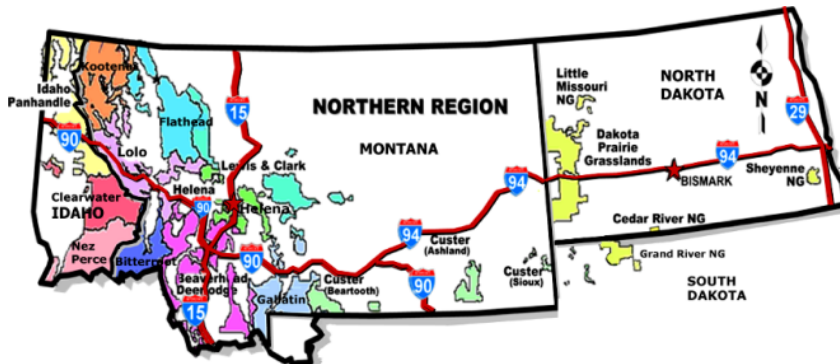 Kootenai
Idaho
Panhandle
90
Lolo
Flathead
15
Lewis & Clark
Helena
Helena
90
Clearwater
IDAHO
Nez
Perce
Bitterroot
Beaverhead
Deerlodge
15
90
Gallatin
Custer
(Beartooth)
NORTHERN REGION
MONTANA
94
Custer
(Ashland)
90
94
Custer
(Sioux)
Little
Missouri
NG
NORTH
DAKOTA
N
29
Dakota
Prairie
Grasslands
94
BISMARK
Sheyenne
NG
Cedar River NG
Grand River NG
SOUTH
DAKOTA